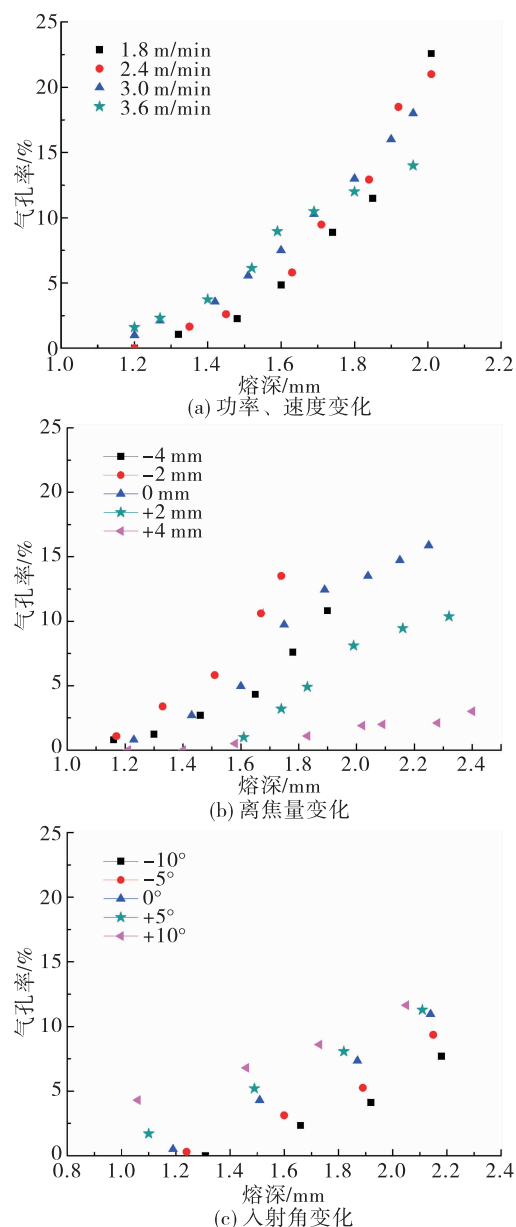 25
20
15
10
5
0
气孔率/%
1.8 m/min
2.4 m/min
3.0 m/min
3.6 m/min
1.0 1.2 1.4 1.6 1.8 2.0 2.2
熔深/mm
(a) 功率、速度变化
25
20
15
10
5
0
气孔率/%
−4 mm
−2 mm
0 mm
+2 mm
+4 mm
1.0 1.2 1.4 1.6 1.8 2.0 2.2 2.4
熔深/mm
(b) 离焦量变化
25
20
15
10
5
0
气孔率/%
−10°
−5°
0°
+5°
+10°
0.8 1.0 1.2 1.4 1.6 1.8 2.0 2.2 2.4
熔深/mm
(c) 入射角变化